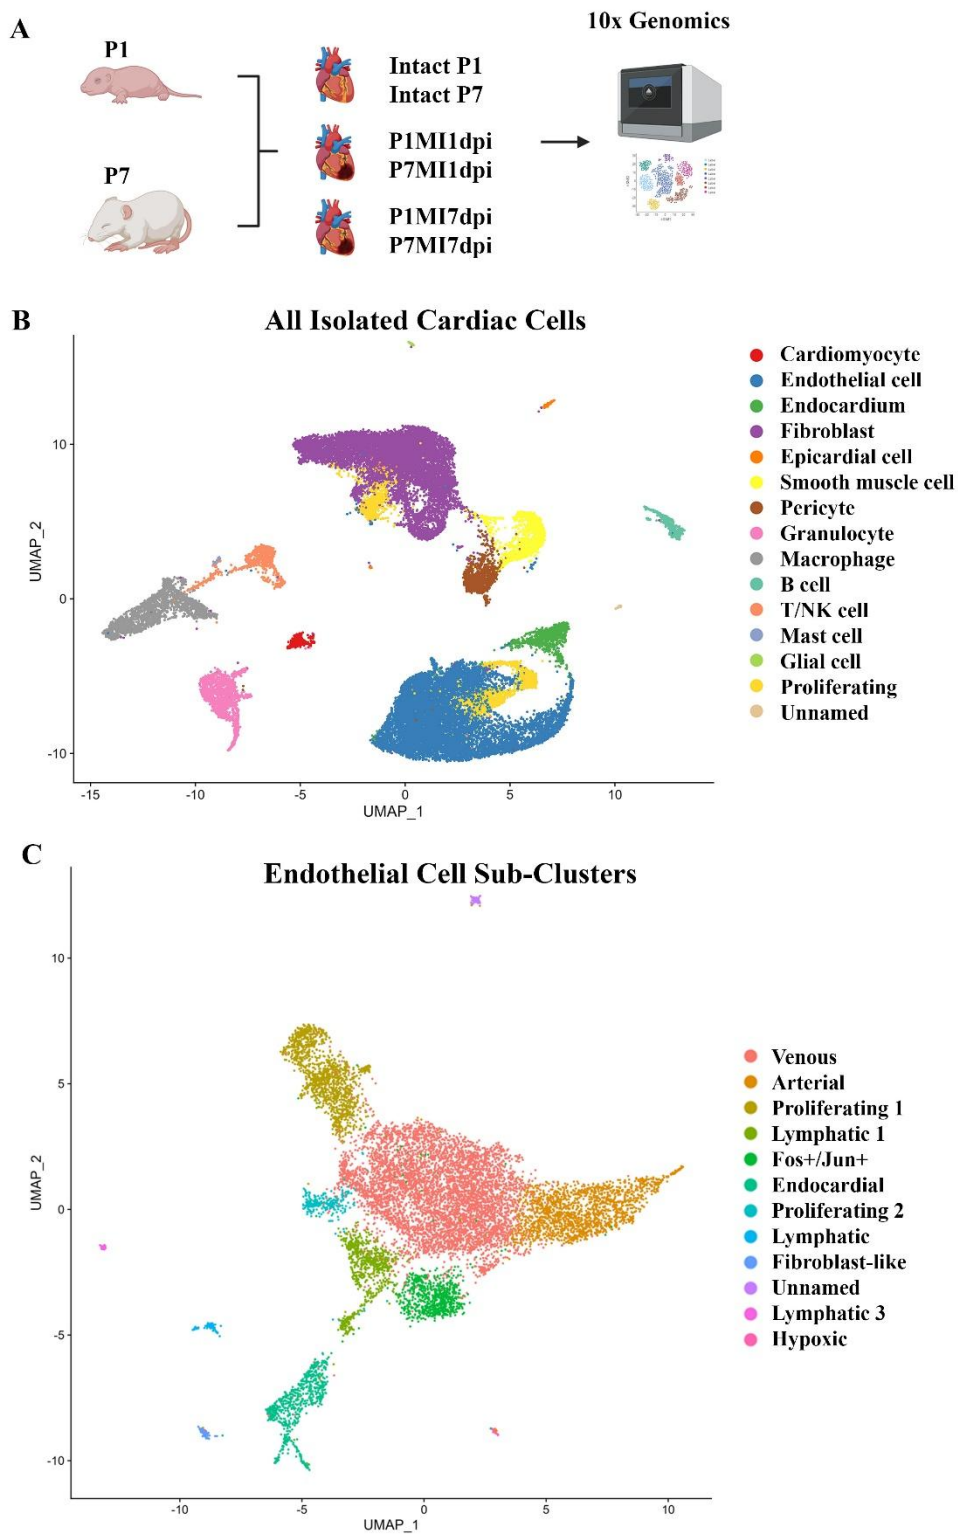 A
P1
P7
Intact P1
Intact P7
P1MI1dpi
P7MI1dpi
P1MI7dpi
P7MI7dpi
10x Genomics
B
All Isolated Cardiac Cells
UMAP_2
10
0
-10
-15
-10
-5
0
5
10
UMAP_1
Cardiomyocyte
Endothelial cell
Endocardium
Fibroblast
Epicardial cell
Smooth muscle cell
Pericyte
Granulocyte
Macrophage
B cell
T/NK cell
Mast cell
Glial cell
Proliferating
Unnamed
C
Endothelial Cell Sub-Clusters
UMAP_2
10
5
0
-5
-10
-10
-5
0
5
10
UMAP_1
Venous
Arterial
Proliferating 1
Lymphatic 1
Fos+/Jun+
Endocardial
Proliferating 2
Lymphatic
Fibroblast-like
Unnamed
Lymphatic 3
Hypoxic